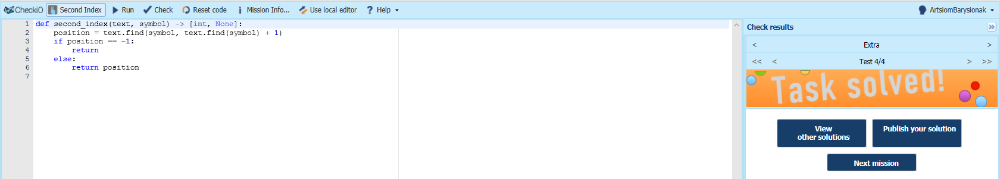 CheckiO Second Index Run Check Reset code i Mission Info... Use local editor ? Help ArtsiomBarysionak
1 def second_index(text, symbol) -> [int, None]:
2 position = text.find(symbol, text.find(symbol) + 1)
3 if position == -1:
4 return
5 else:
6 return position
7
Check results »
< Extra >
<< < Test 4/4 > >>
Task solved!
View
other solutions
Publish your solution
Next mission